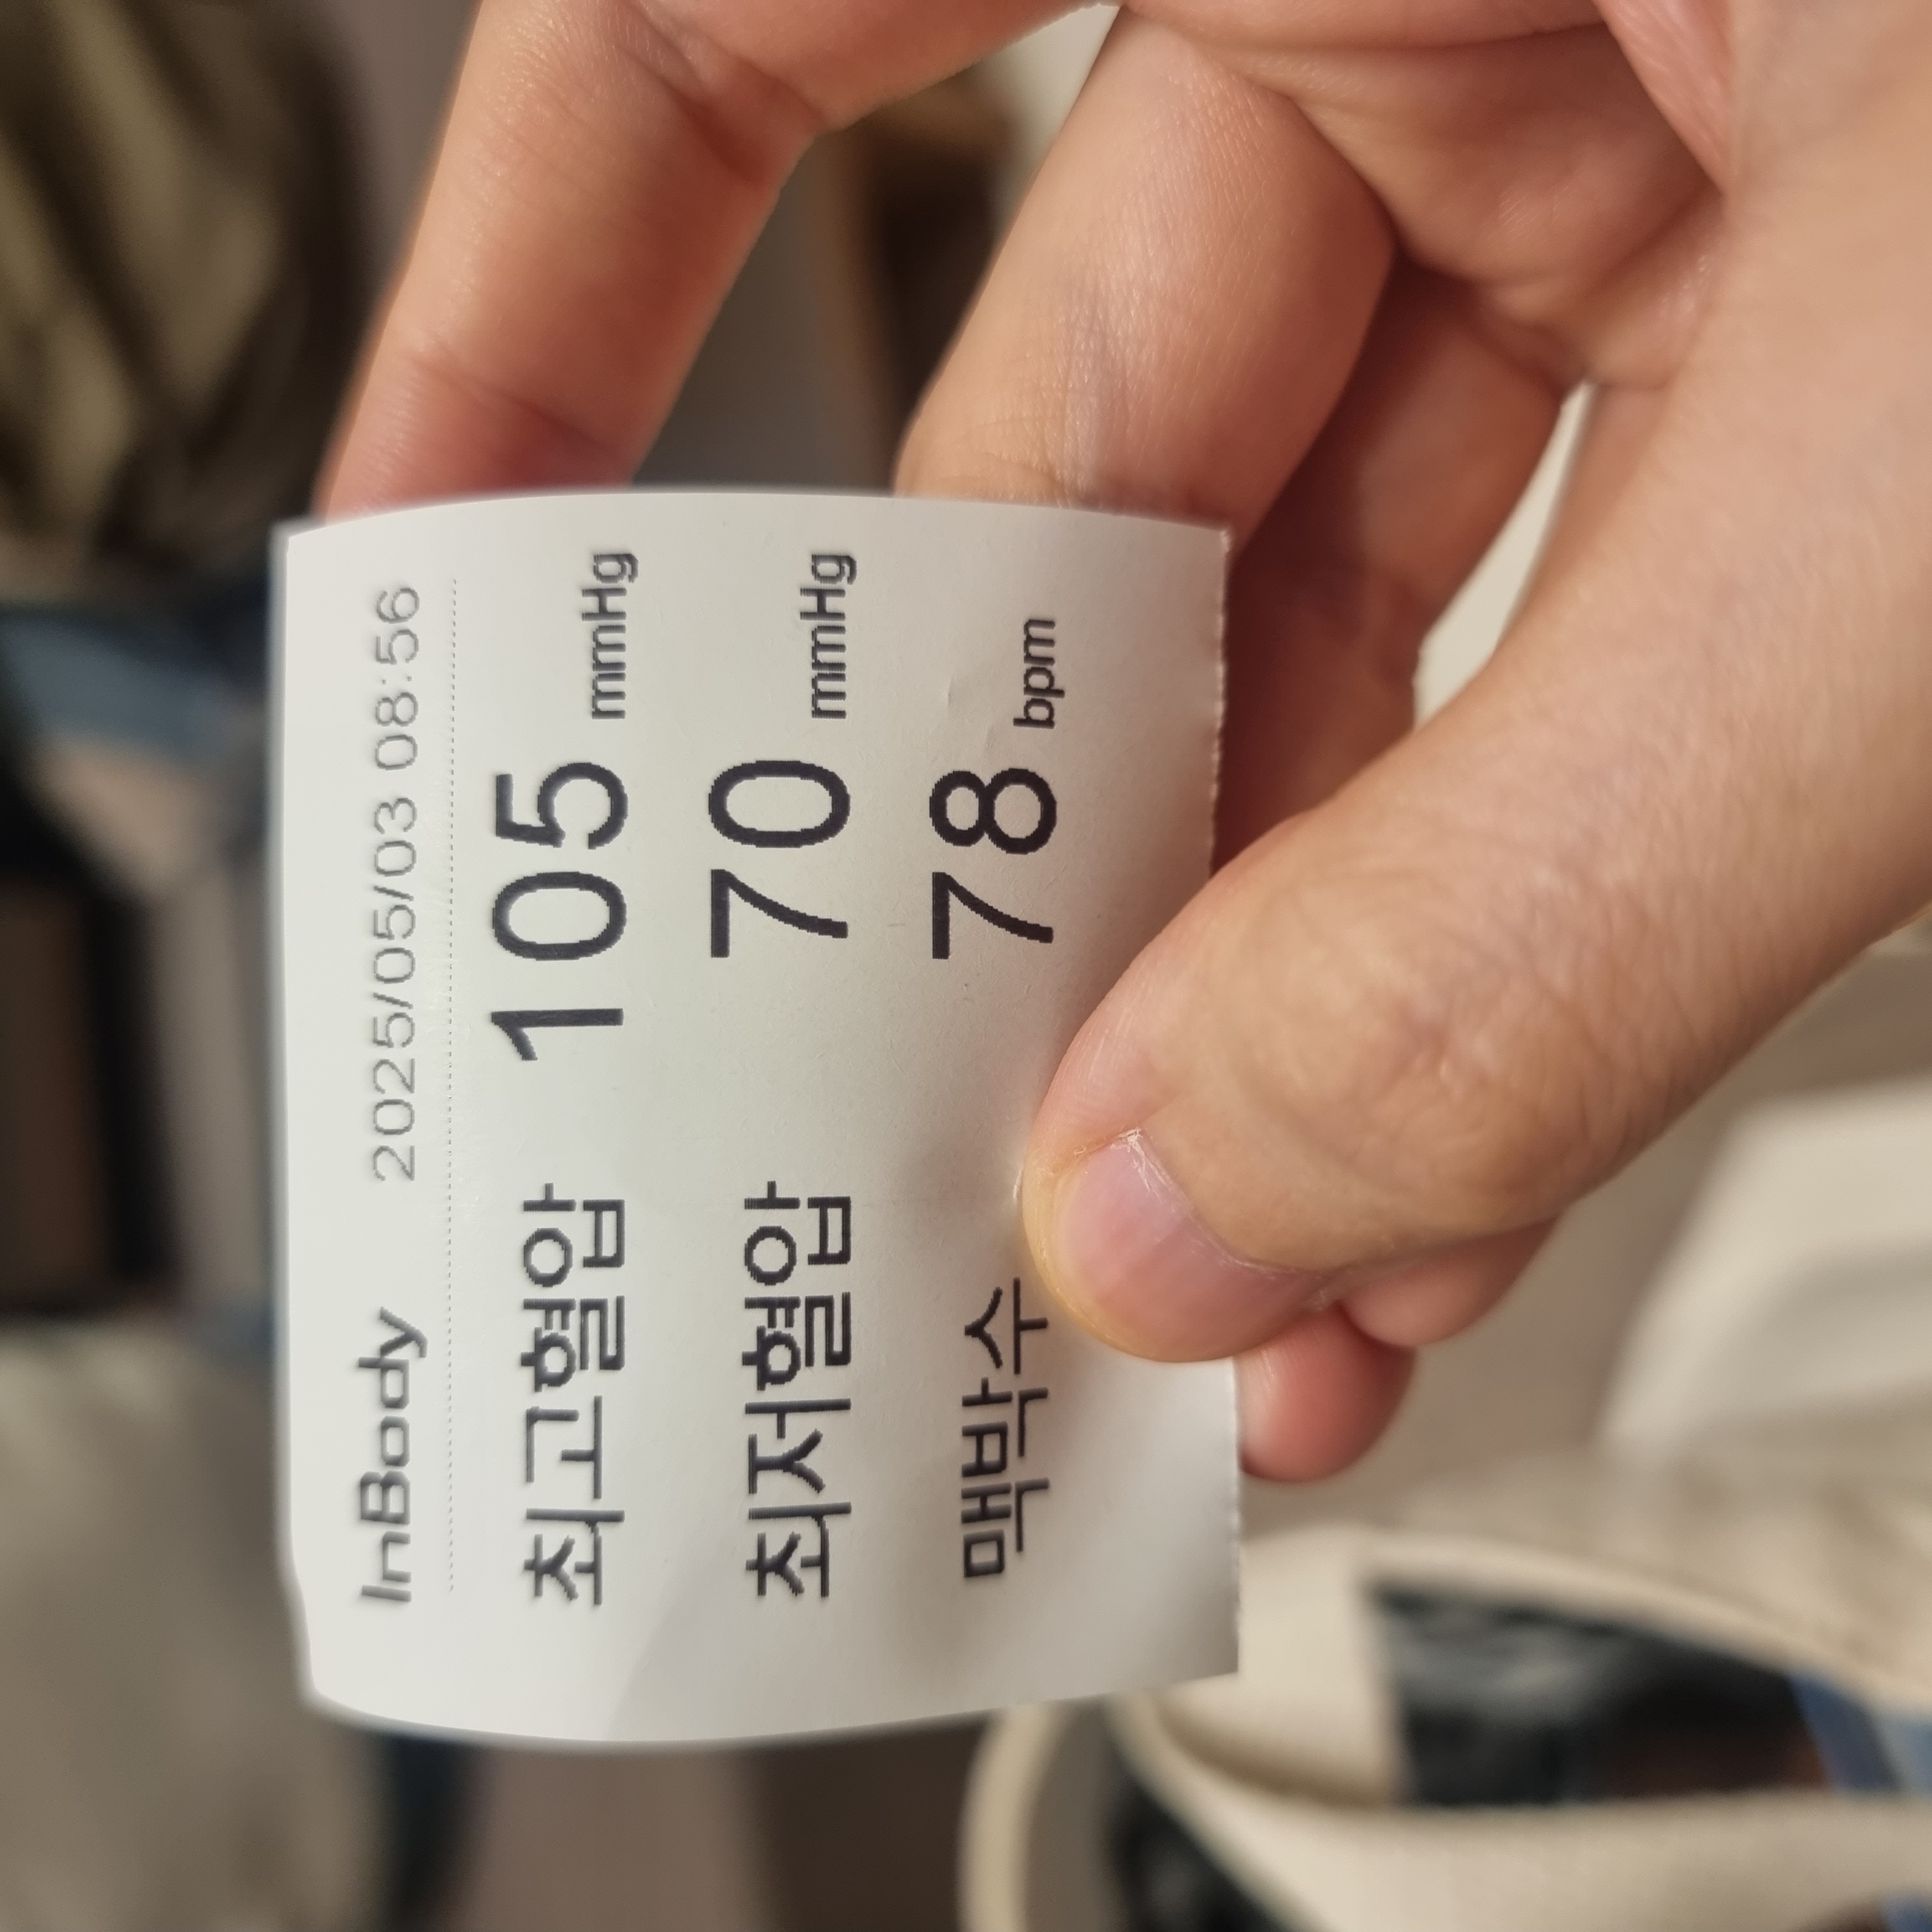 InBody 2025/05/03 08:56
최고혈압 105 mmHg
최저혈압 70 mmHg
맥박수 78 bpm